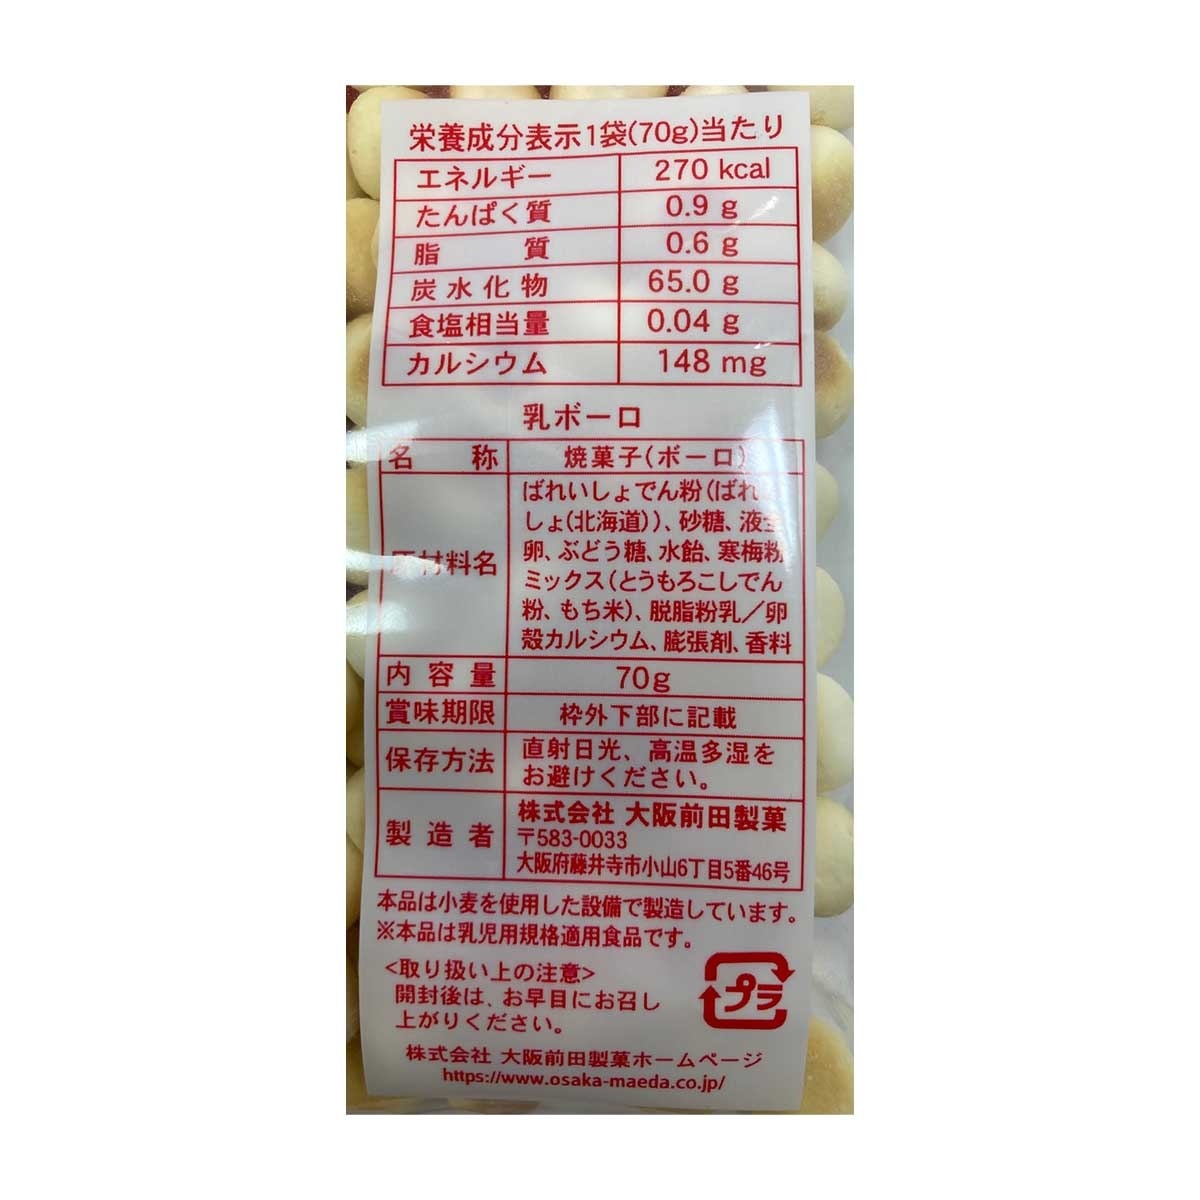 栄養成分表示1袋(70g)当たり
エネルギー 270 kcal
たんぱく質 0.9 g
脂質 0.6 g
炭水化物 65.0 g
食塩相当量 0.04 g
カルシウム 148 mg
乳ボーロ
名称 焼菓子(ボーロ)
原材料名
ばれいしょでん粉(ばれい
しょ(北海道))、砂糖、液全
卵、ぶどう糖、水飴、寒梅粉
ミックス(とうもろこしでん
粉、もち米)、脱脂粉乳/卵
殻カルシウム、膨張剤、香料
内容量 70g
賞味期限 枠外下部に記載
保存方法
直射日光、高温多湿を
お避けください。
製造者
株式会社 大阪前田製菓
〒583-0033
大阪府藤井寺市小山6丁目5番46号
本品は小麦を使用した設備で製造しています。
※本品は乳児用規格適用食品です。
<取り扱い上の注意>
開封後は、お早目にお召し
上がりください。
プラ
株式会社 大阪前田製菓ホームページ
https://www.osaka-maeda.co.jp/